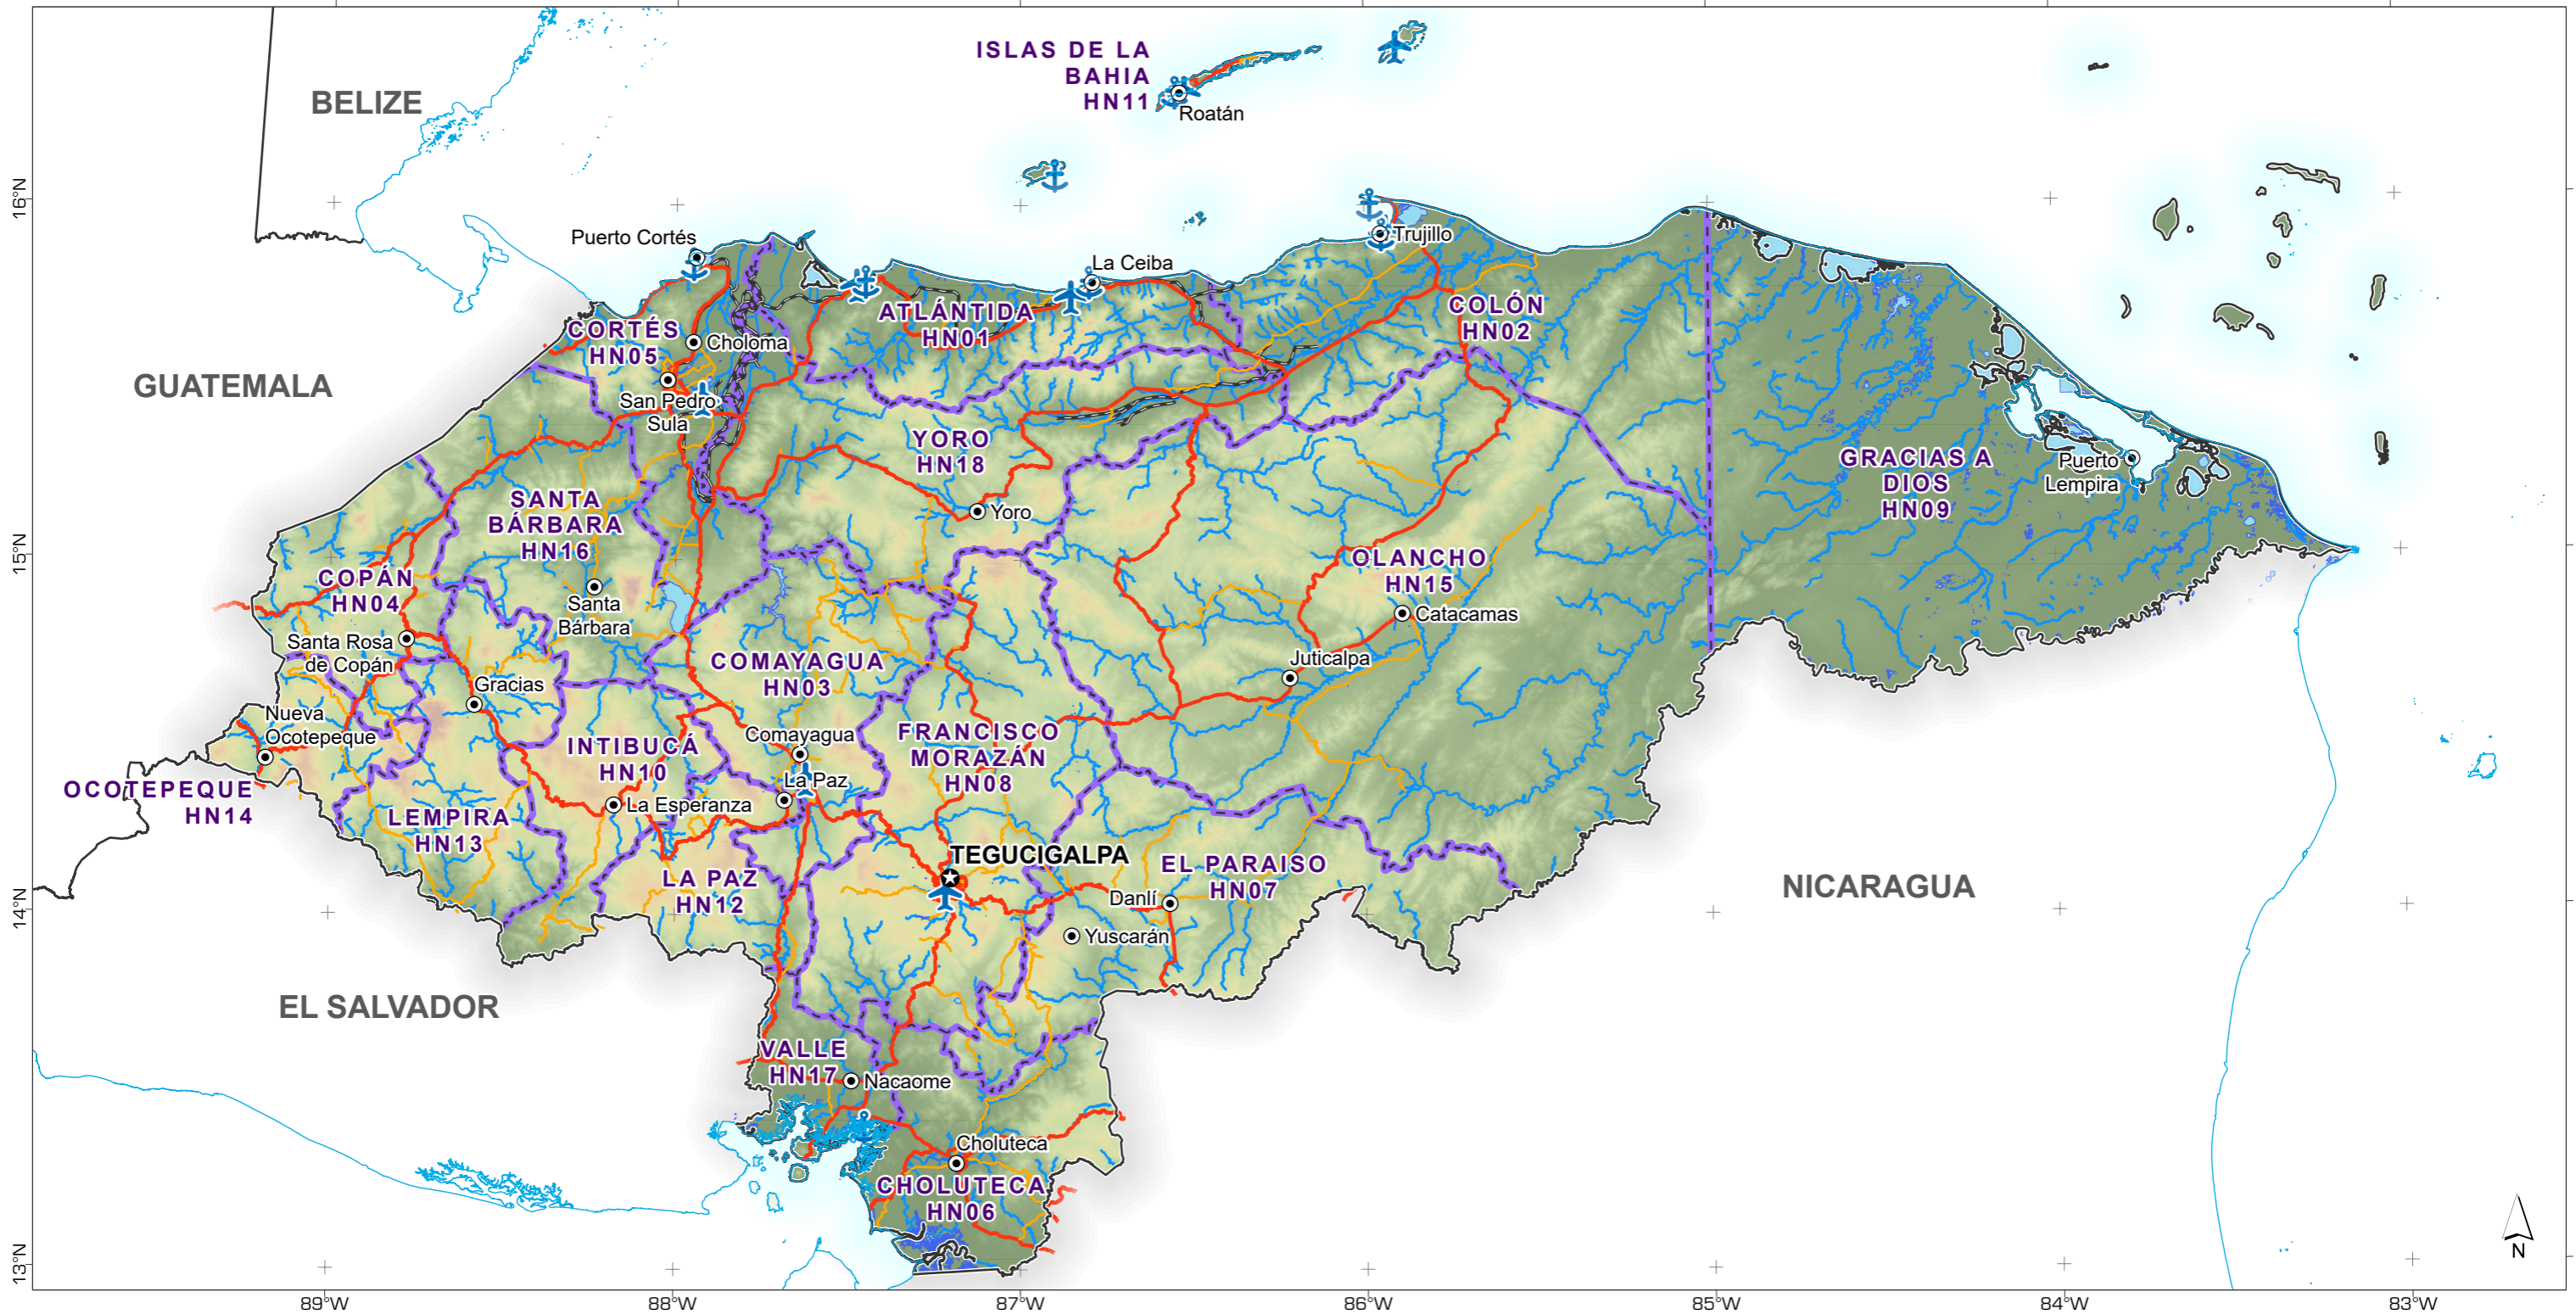 ISLAS DE LA
BAHIA
HN11
BELIZE
Roatán
16°N
Puerto Cortés
Trujillo
La Ceiba
COLÓN
HN02
ATLÁNTIDA
HN01
CORTÉS
HN05
Choloma
GUATEMALA
San Pedro
Sula
YORO
HN18
GRACIAS A
DIOS
HN09
Puerto
Lempira
SANTA
BÁRBARA
HN16
Yoro
15°N
OLANCHO
HN15
COPÁN
HN04
Santa
Bárbara
Catacamas
Santa Rosa
de Copán
COMAYAGUA
HN03
Juticalpa
Gracias
Nueva
Ocotepeque
FRANCISCO
MORAZÁN
HN08
Comayagua
INTIBUCÁ
HN10
La Paz
OCOTEPEQUE
HN14
La Esperanza
LEMPIRA
HN13
TEGUCIGALPA
EL PARAISO
HN07
LA PAZ
HN12
NICARAGUA
Danlí
14°N
Yuscarán
EL SALVADOR
VALLE
HN17
Nacaome
Choluteca
CHOLUTECA
HN06
13°N
N
89°W
88°W
87°W
86°W
85°W
84°W
83°W